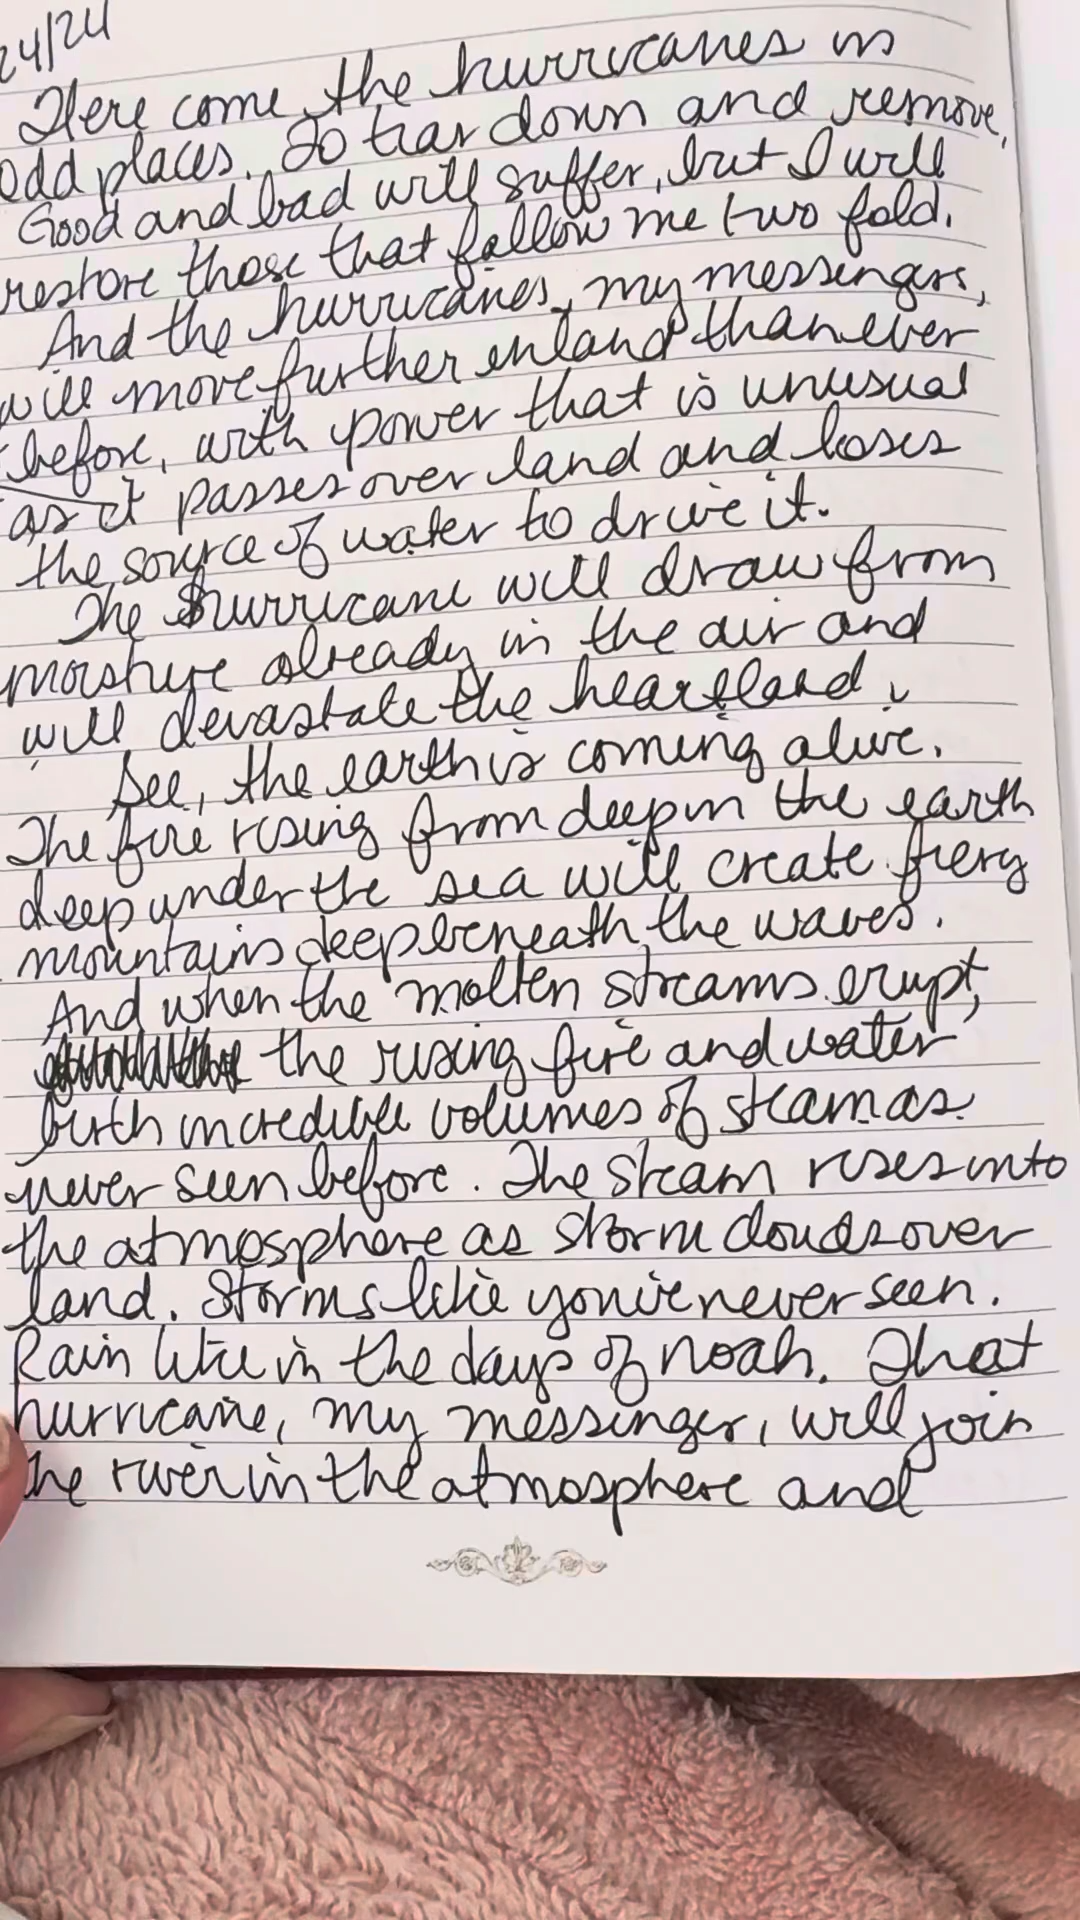 24/24
Here come the hurricanes in
odd places. To tear down and remove.
Good and bad will suffer, but I will
restore those that follow me two fold.
And the hurricanes, my messengers,
will move further inland than ever
before, with power that is unusual
as it passes over land and loses
the source of water to drive it.
The hurricane will draw from
moisture already in the air and
will devastate the heartland.
See, the earth is coming alive.
The fire rising from deep in the earth
deep under the sea will create fiery
mountains deep beneath the waves.
And when the molten streams erupt,
the rising fire and water
birth incredible volumes of steam as
never seen before. The steam rises into
the atmosphere as storm clouds over
land. Storms like you've never seen.
Rain like in the days of noah. That
hurricane, my messinger, will join
the river in the atmosphere and